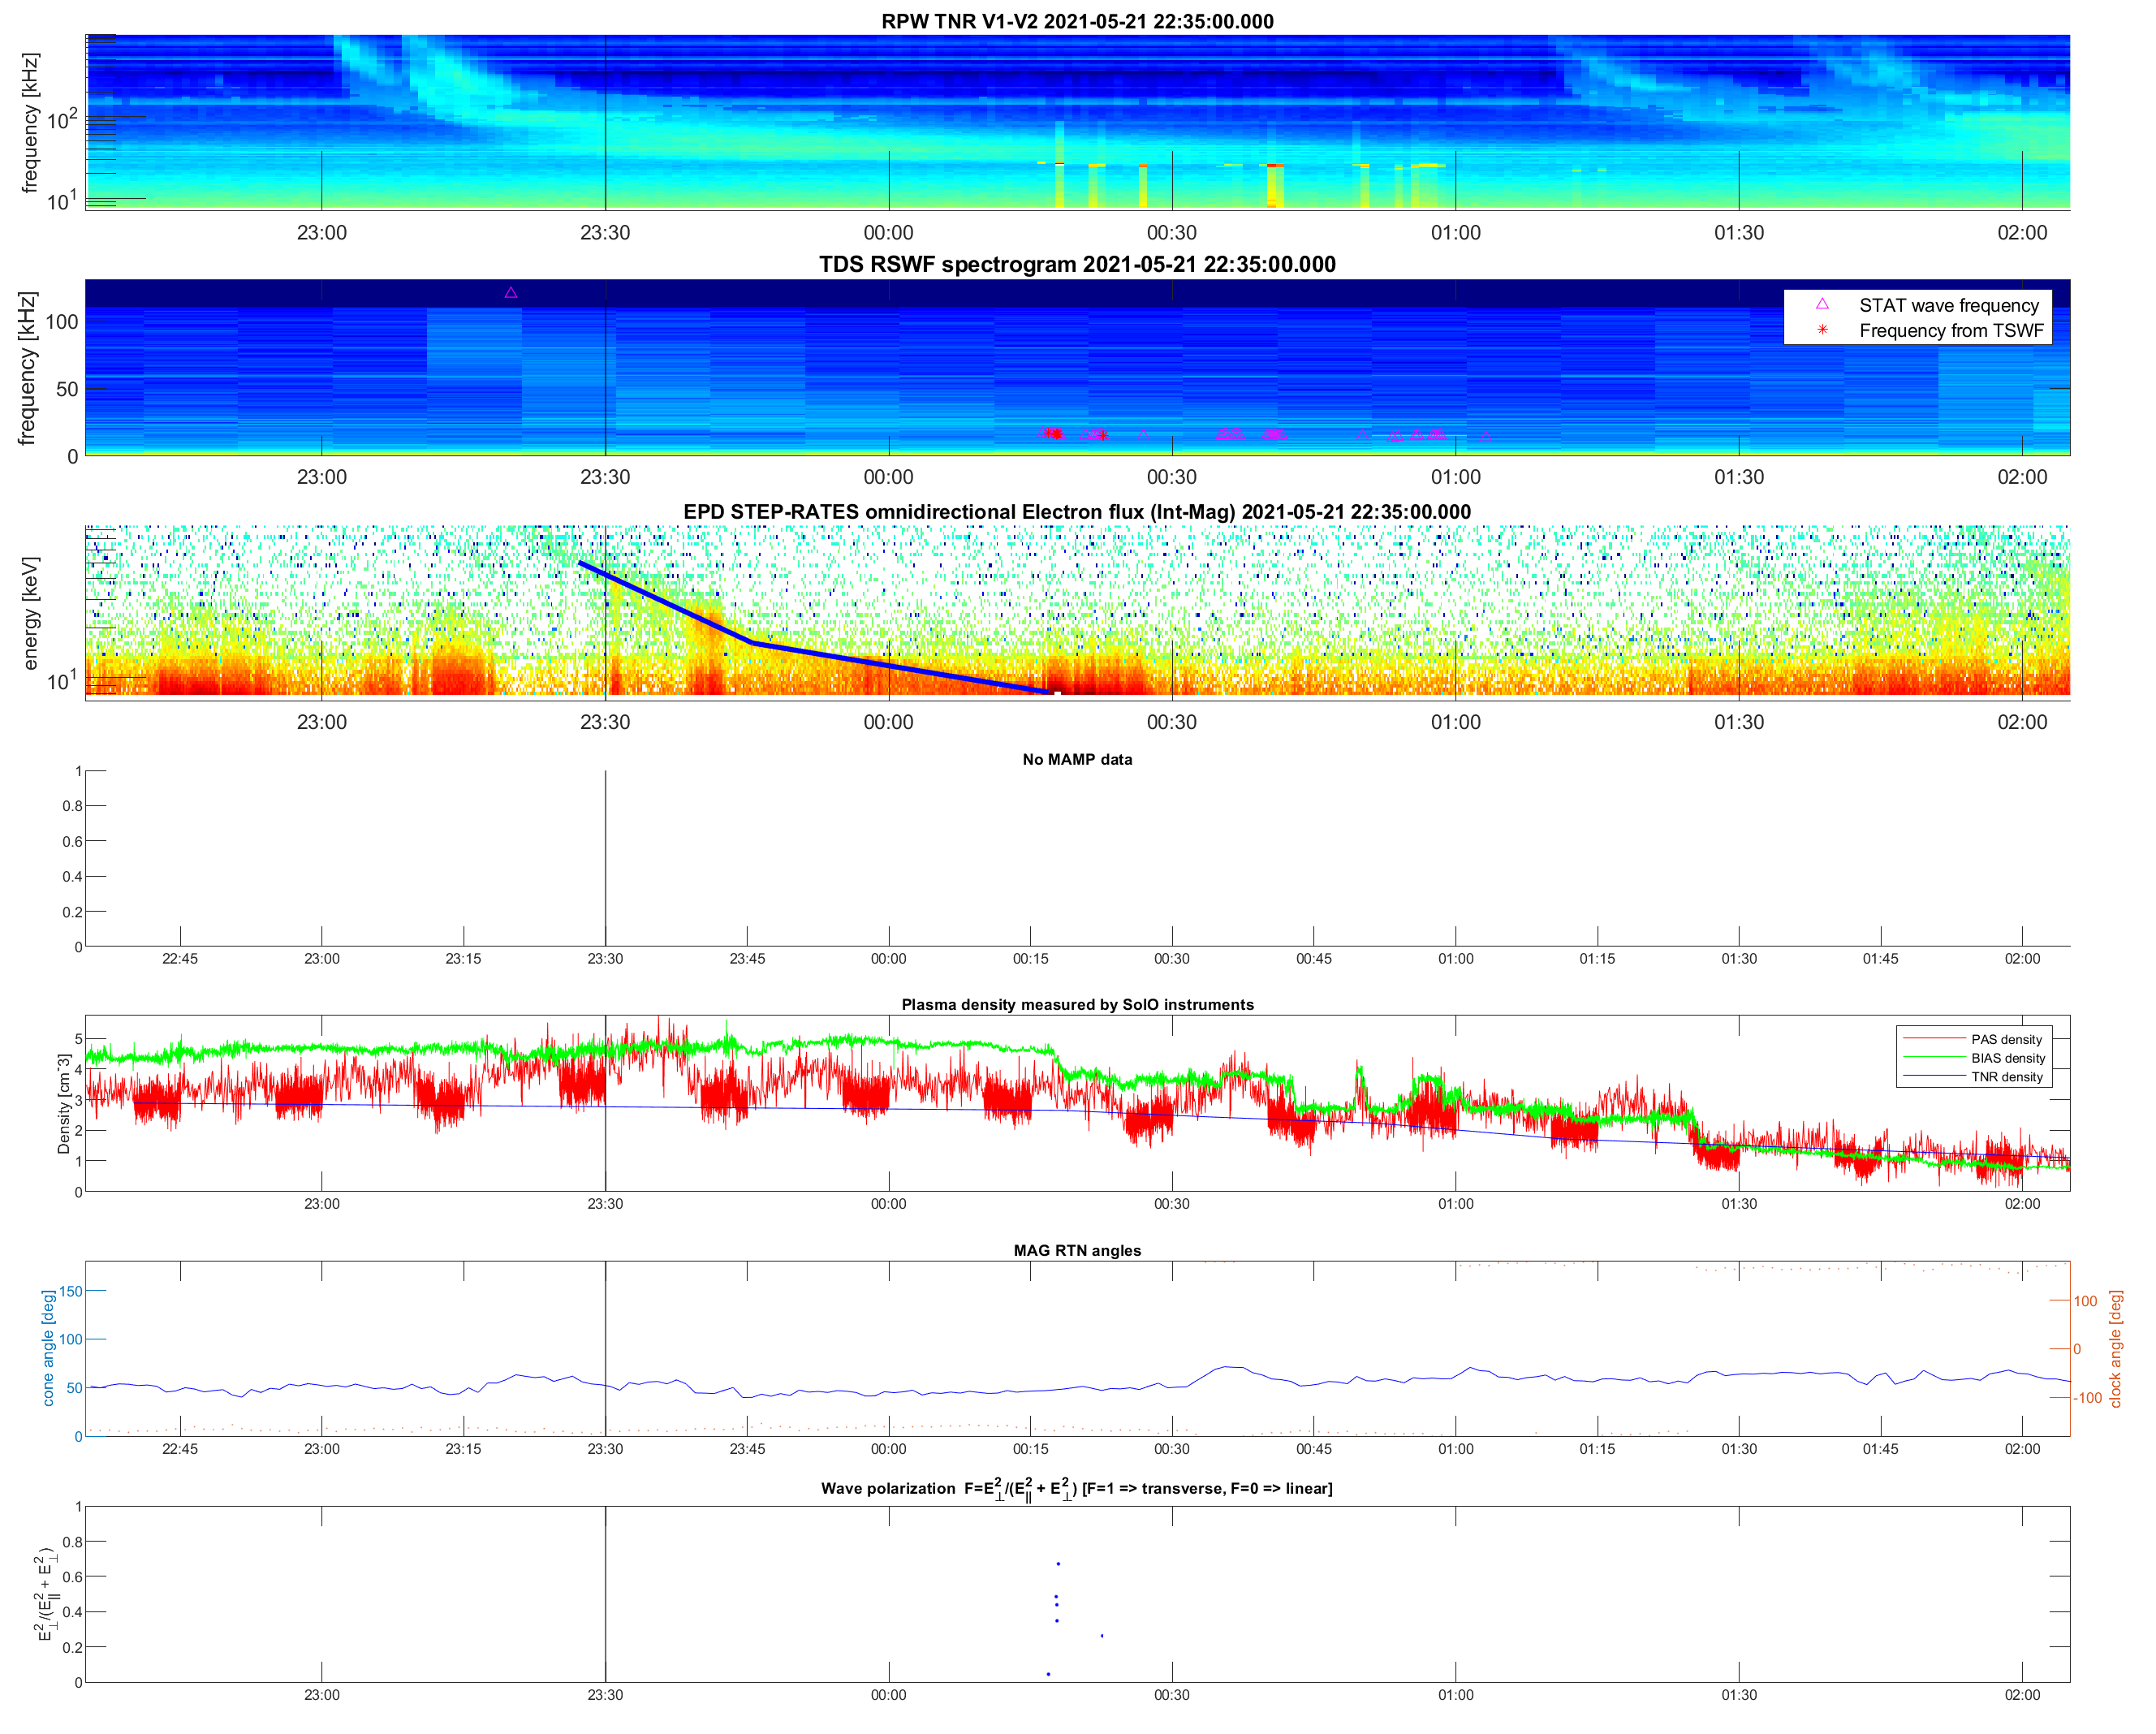 RPW TNR V1-V2 2021-05-21 22:35:00.000
frequency [kHz]
10^2
10^1
23:00 23:30 00:00 00:30 01:00 01:30 02:00
TDS RSWF spectrogram 2021-05-21 22:35:00.000
frequency [kHz]
100
50
0
STAT wave frequency
Frequency from TSWF
23:00 23:30 00:00 00:30 01:00 01:30 02:00
EPD STEP-RATES omnidirectional Electron flux (Int-Mag) 2021-05-21 22:35:00.000
energy [keV]
10^1
23:00 23:30 00:00 00:30 01:00 01:30 02:00
No MAMP data
1
0.8
0.6
0.4
0.2
0
22:45 23:00 23:15 23:30 23:45 00:00 00:15 00:30 00:45 01:00 01:15 01:30 01:45 02:00
Plasma density measured by SolO instruments
Density [cm^-3]
5
4
3
2
1
0
PAS density
BIAS density
TNR density
23:00 23:30 00:00 00:30 01:00 01:30 02:00
MAG RTN angles
cone angle [deg]
150
100
50
0
100
0
-100
clock angle [deg]
22:45 23:00 23:15 23:30 23:45 00:00 00:15 00:30 00:45 01:00 01:15 01:30 01:45 02:00
Wave polarization F=E⊥^2/(E||^2 + E⊥^2) [F=1 => transverse, F=0 => linear]
E⊥^2/(E||^2 + E⊥^2)
1
0.8
0.6
0.4
0.2
0
23:00 23:30 00:00 00:30 01:00 01:30 02:00